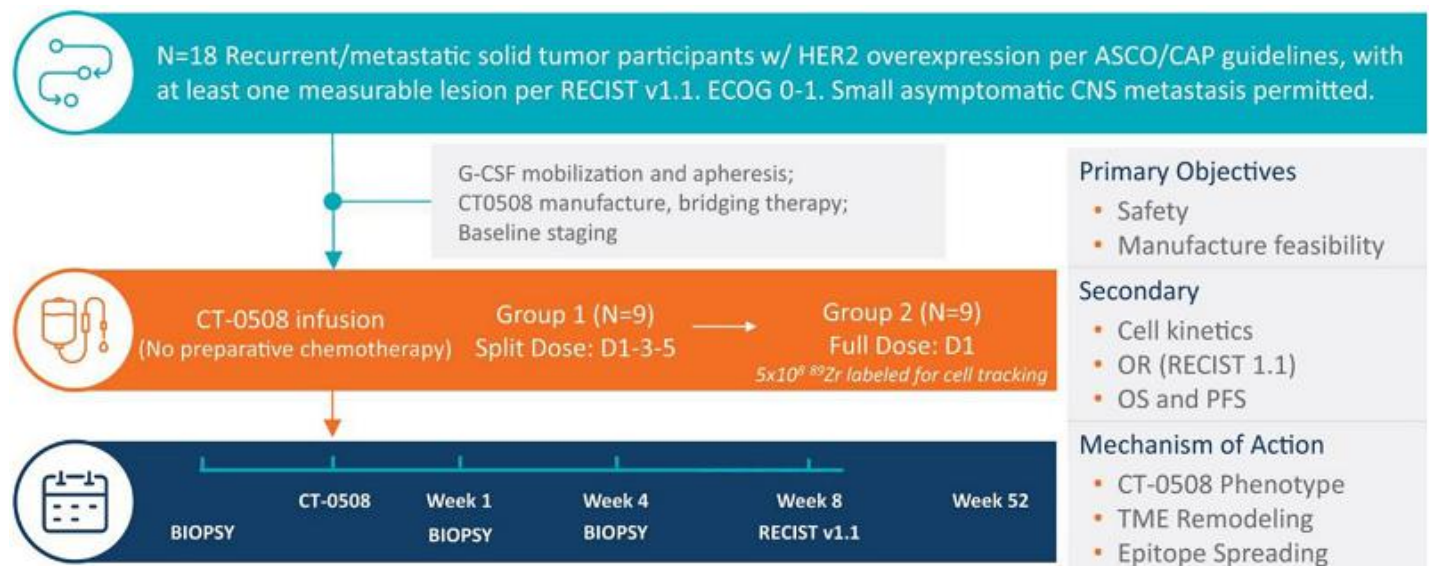 N=18 Recurrent/metastatic solid tumor participants w/ HER2 overexpression per ASCO/CAP guidelines, with
at least one measurable lesion per RECIST v1.1. ECOG 0-1. Small asymptomatic CNS metastasis permitted.
G-CSF mobilization and apheresis;
CT0508 manufacture, bridging therapy;
Baseline staging
CT-0508 infusion
(No preparative chemotherapy)
Group 1 (N=9)
Split Dose: D1-3-5
Group 2 (N=9)
Full Dose: D1
5x10⁸ ⁸⁹Zr labeled for cell tracking
BIOPSY
CT-0508
Week 1
BIOPSY
Week 4
BIOPSY
Week 8
RECIST v1.1
Week 52
Primary Objectives
• Safety
• Manufacture feasibility
Secondary
• Cell kinetics
• OR (RECIST 1.1)
• OS and PFS
Mechanism of Action
• CT-0508 Phenotype
• TME Remodeling
• Epitope Spreading